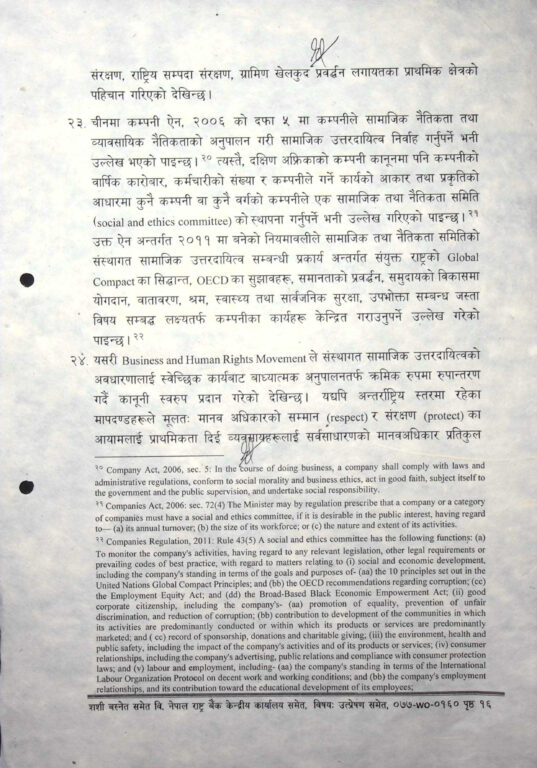 संरक्षण, राष्ट्रिय सम्पदा संरक्षण, ग्रामिण खेलकुद प्रवर्द्धन लगायतका प्राथमिक क्षेत्रको
पहिचान गरिएको देखिन्छ।
२३. चीनमा कम्पनी ऐन, २००६ को दफा ५ मा कम्पनीले सामाजिक नैतिकता तथा
व्यावसायिक नैतिकताको अनुपालन गरी सामाजिक उत्तरदायित्व निर्वाह गर्नुपर्ने भनी
उल्लेख भएको पाइन्छ।२० त्यस्तै, दक्षिण अफ्रिकाको कम्पनी कानूनमा पनि कम्पनीको
वार्षिक कारोबार, कर्मचारीको संख्या र कम्पनीले गर्ने कार्यको आकार तथा प्रकृतिको
आधारमा कुनै कम्पनी वा कुनै वर्गको कम्पनीले एक सामाजिक तथा नैतिकता समिति
(social and ethics committee) को स्थापना गर्नुपर्ने भनी उल्लेख गरिएको पाइन्छ।२१
उक्त ऐन अन्तर्गत २०११ मा बनेको नियमावलीले सामाजिक तथा नैतिकता समितिको
संस्थागत सामाजिक उत्तरदायित्व सम्बन्धी प्रकार्य अन्तर्गत संयुक्त राष्ट्रको Global
Compact का सिद्धान्त, OECD का सुझावहरू, समानताको प्रवर्द्धन, समुदायको विकासमा
योगदान, वातावरण, श्रम, स्वास्थ्य तथा सार्वजनिक सुरक्षा, उपभोक्ता सम्बन्ध जस्ता
विषय सम्बद्ध लक्ष्यतर्फ कम्पनीका कार्यहरू केन्द्रित गराउनुपर्ने उल्लेख गरेको
पाइन्छ।२२
२४. यसरी Business and Human Rights Movement ले संस्थागत सामाजिक उत्तरदायित्वको
अवधारणालाई स्वेच्छिक कार्यबाट बाध्यात्मक अनुपालनतर्फ क्रमिक रुपमा रुपान्तरण
गर्दै कानूनी स्वरुप प्रदान गरेको देखिन्छ। यद्यपि अन्तर्राष्ट्रिय स्तरमा रहेका
मापदण्डहरूले मूलतः मानव अधिकारको सम्मान (respect) र संरक्षण (protect) का
आयामलाई प्राथमिकता दिई व्यवसायहरूलाई सर्वसाधारणको मानवअधिकार प्रतिकुल
२० Company Act, 2006, sec. 5: In the course of doing business, a company shall comply with laws and
administrative regulations, conform to social morality and business ethics, act in good faith, subject itself to
the government and the public supervision, and undertake social responsibility.
२१ Companies Act, 2006: sec. 72(4) The Minister may by regulation prescribe that a company or a category
of companies must have a social and ethics committee, if it is desirable in the public interest, having regard
to— (a) its annual turnover; (b) the size of its workforce; or (c) the nature and extent of its activities.
२२ Companies Regulation, 2011: Rule 43(5) A social and ethics committee has the following functions: (a)
To monitor the company's activities, having regard to any relevant legislation, other legal requirements or
prevailing codes of best practice, with regard to matters relating to (i) social and economic development,
including the company's standing in terms of the goals and purposes of- (aa) the 10 principles set out in the
United Nations Global Compact Principles; and (bb) the OECD recommendations regarding corruption; (cc)
the Employment Equity Act; and (dd) the Broad-Based Black Economic Empowerment Act; (ii) good
corporate citizenship, including the company's- (aa) promotion of equality, prevention of unfair
discrimination, and reduction of corruption; (bb) contribution to development of the communities in which
its activities are predominantly conducted or within which its products or services are predominantly
marketed; and ( cc) record of sponsorship, donations and charitable giving; (iii) the environment, health and
public safety, including the impact of the company's activities and of its products or services; (iv) consumer
relationships, including the company's advertising, public relations and compliance with consumer protection
laws; and (v) labour and employment, including- (aa) the company's standing in terms of the International
Labour Organization Protocol on decent work and working conditions; and (bb) the company's employment
relationships, and its contribution toward the educational development of its employees;
शशी बस्नेत समेत वि. नेपाल राष्ट्र बैंक केन्द्रीय कार्यालय समेत, विषयः उत्प्रेषण समेत, ०७७-WO-०९६० पृष्ठ १६